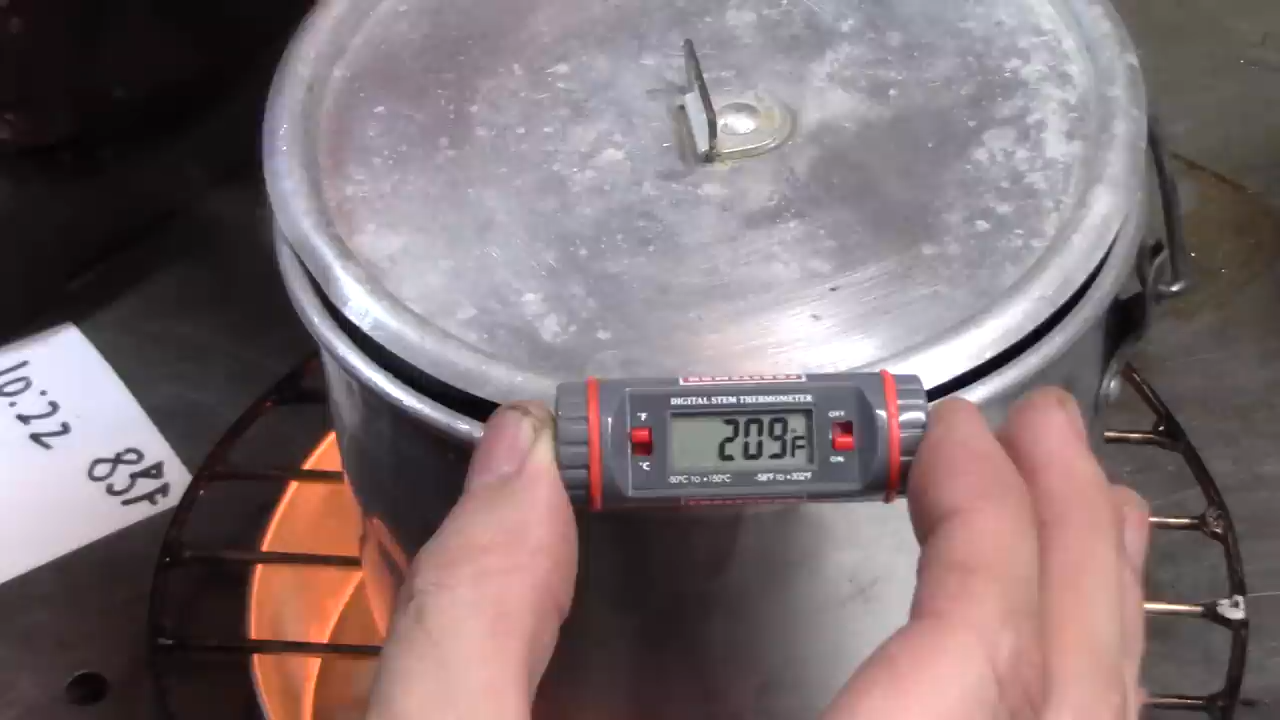 10:22
83F
DIGITAL STEM THERMOMETER
°F
°C
209°F
OFF
ON
-50°C TO +150°C
-58°F to +302°F